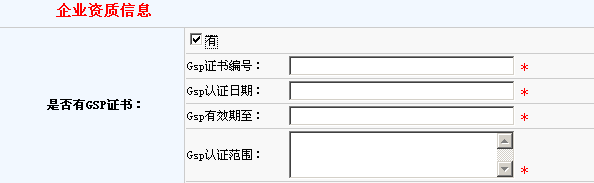 企业资质信息
有
Gsp证书编号： *
Gsp认证日期： *
是否有GSP证书：
Gsp有效期至： *
Gsp认证范围： *